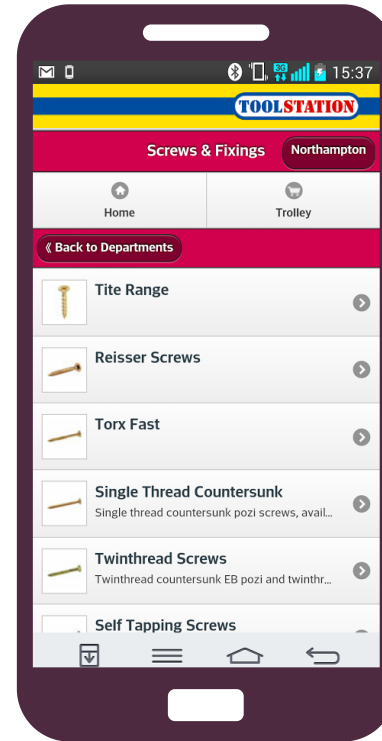 3G
15:37
TOOLSTATION
Screws & Fixings
Northampton
Home
Trolley
《 Back to Departments
Tite Range
Reisser Screws
Torx Fast
Single Thread Countersunk
Single thread countersunk pozi screws, avail...
Twinthread Screws
Twinthread countersunk EB pozi and twinthr...
Self Tapping Screws